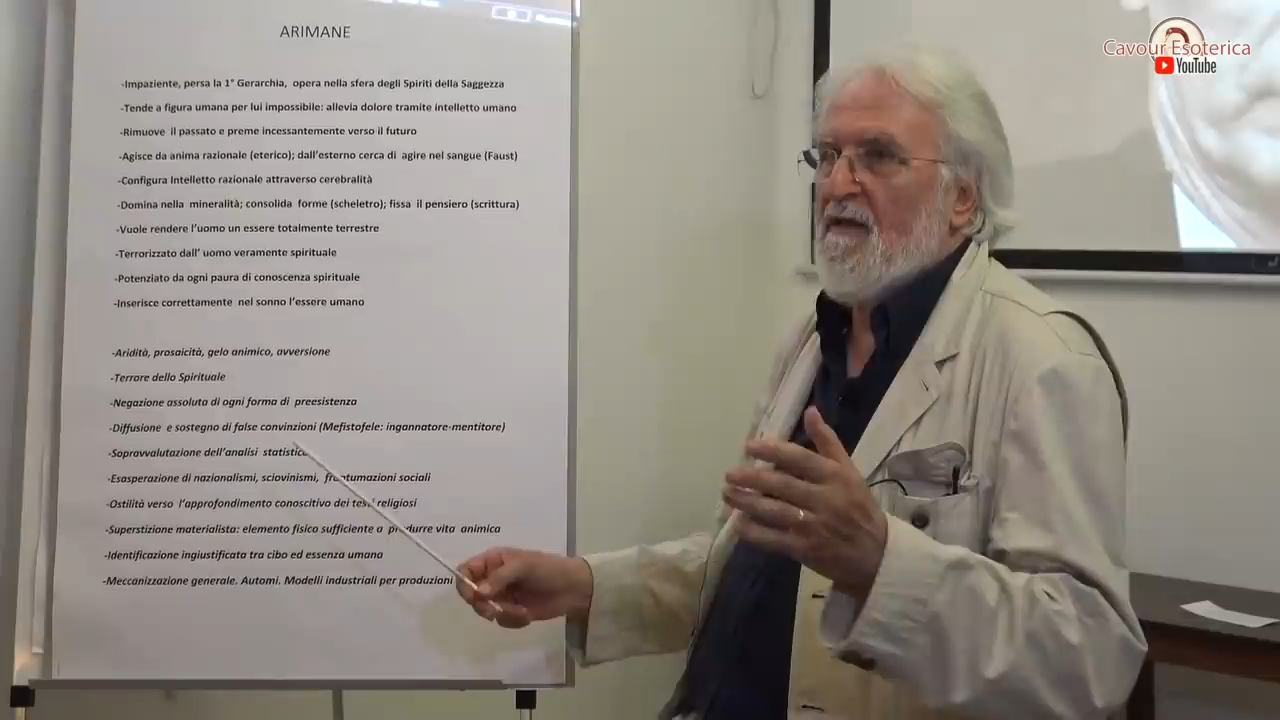 ARIMANE
-Impaziente, persa la 1° Gerarchia, opera nella sfera degli Spiriti della Saggezza
-Tende a figura umana per lui impossibile: allevia dolore tramite intelletto umano
-Rimuove il passato e preme incessantemente verso il futuro
-Agisce da anima razionale (eterico); dall'esterno cerca di agire nel sangue (Faust)
-Configura Intelletto razionale attraverso cerebralità
-Domina nella mineralità; consolida forme (scheletro); fissa il pensiero (scrittura)
-Vuole rendere l'uomo un essere totalmente terrestre
-Terrorizzato dall' uomo veramente spirituale
-Potenziato da ogni paura di conoscenza spirituale
-Inserisce correttamente nel sonno l'essere umano
-Aridità, prosaicità, gelo animico, avversione
-Terrore dello Spirituale
-Negazione assoluta di ogni forma di preesistenza
-Diffusione e sostegno di false convinzioni (Mefistofele: ingannatore-mentitore)
-Sopravvalutazione dell'analisi statistica
-Esasperazione di nazionalismi, sciovinismi, frantumazioni sociali
-Ostilità verso l'approfondimento conoscitivo dei testi religiosi
-Superstizione materialista: elemento fisico sufficiente a produrre vita animica
-Identificazione ingiustificata tra cibo ed essenza umana
-Meccanizzazione generale. Automi. Modelli industriali per produzioni
Cavour Esoterica
YouTube